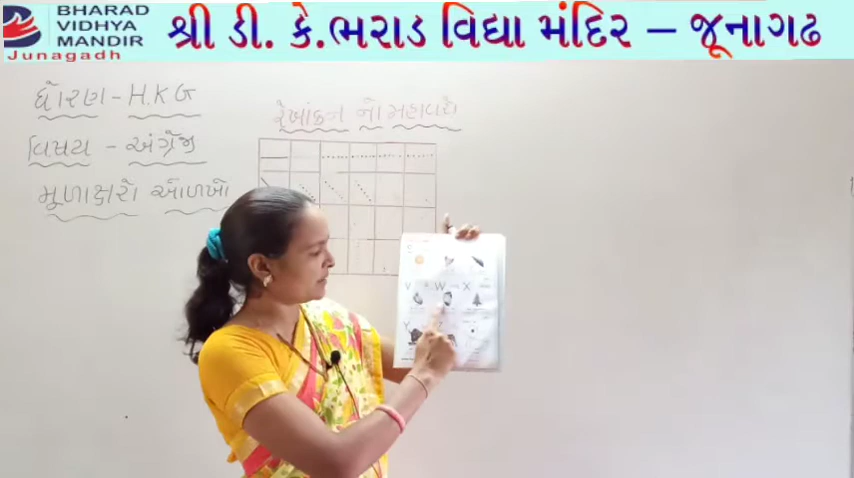 BHARAD
VIDHYA
MANDIR
Junagadh
શ્રી ડી. કે.ભરાડ વિદ્યા મંદિર – જૂનાગઢ
ધોરણ - H.K G
વિષય - અંગ્રેજી
મૂળાક્ષરો ઓળખો
રેખાંકન નો મહાવરો
V W X
Y Z